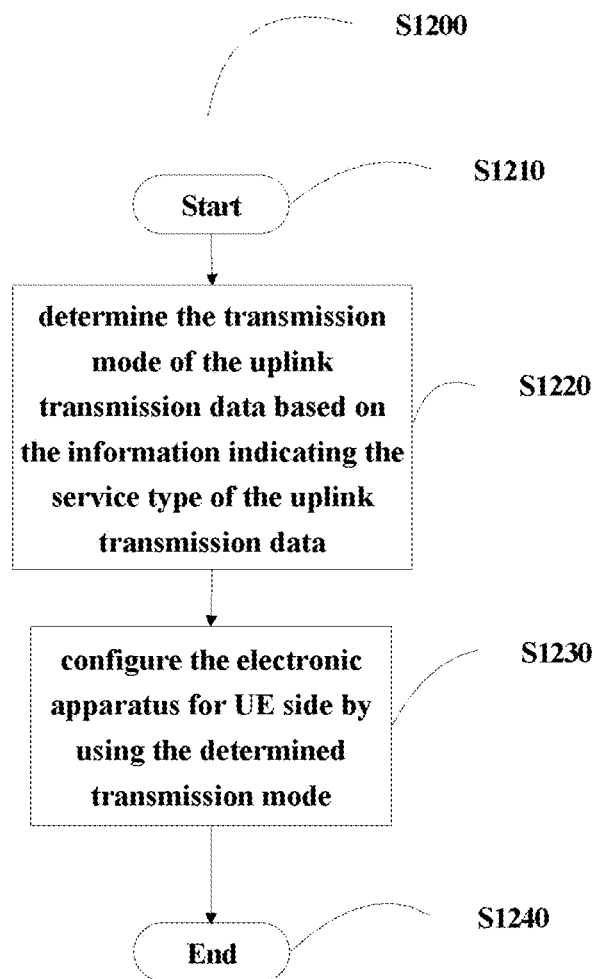 S1200
S1210
Start
determine the transmission
mode of the uplink
transmission data based on
the information indicating the
service type of the uplink
transmission data
S1220
configure the electronic
apparatus for UE side by
using the determined
transmission mode
S1230
S1240
End